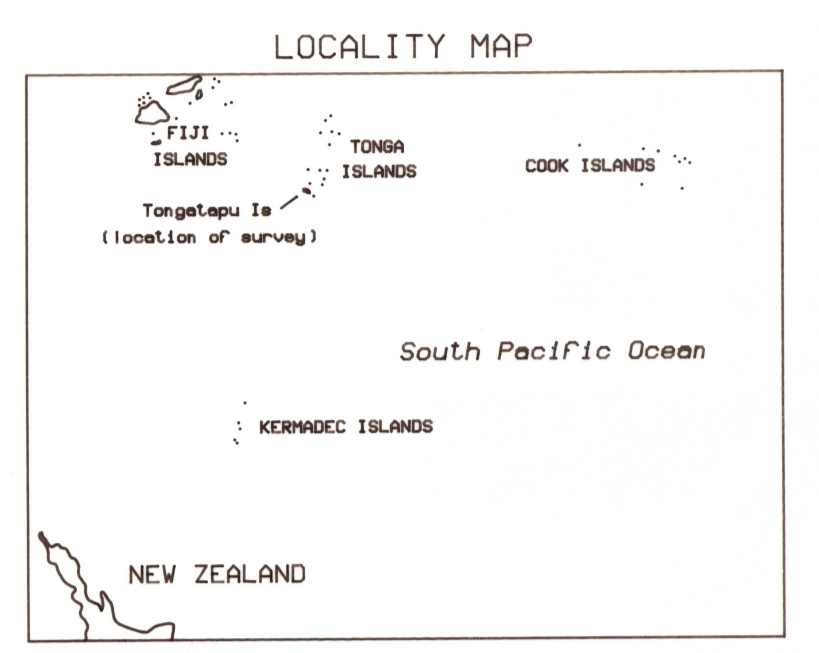 LOCALITY MAP
FIJI
ISLANDS
TONGA
ISLANDS
COOK ISLANDS
Tongatapu Is
(location of survey)
South Pacific Ocean
KERMADEC ISLANDS
NEW ZEALAND